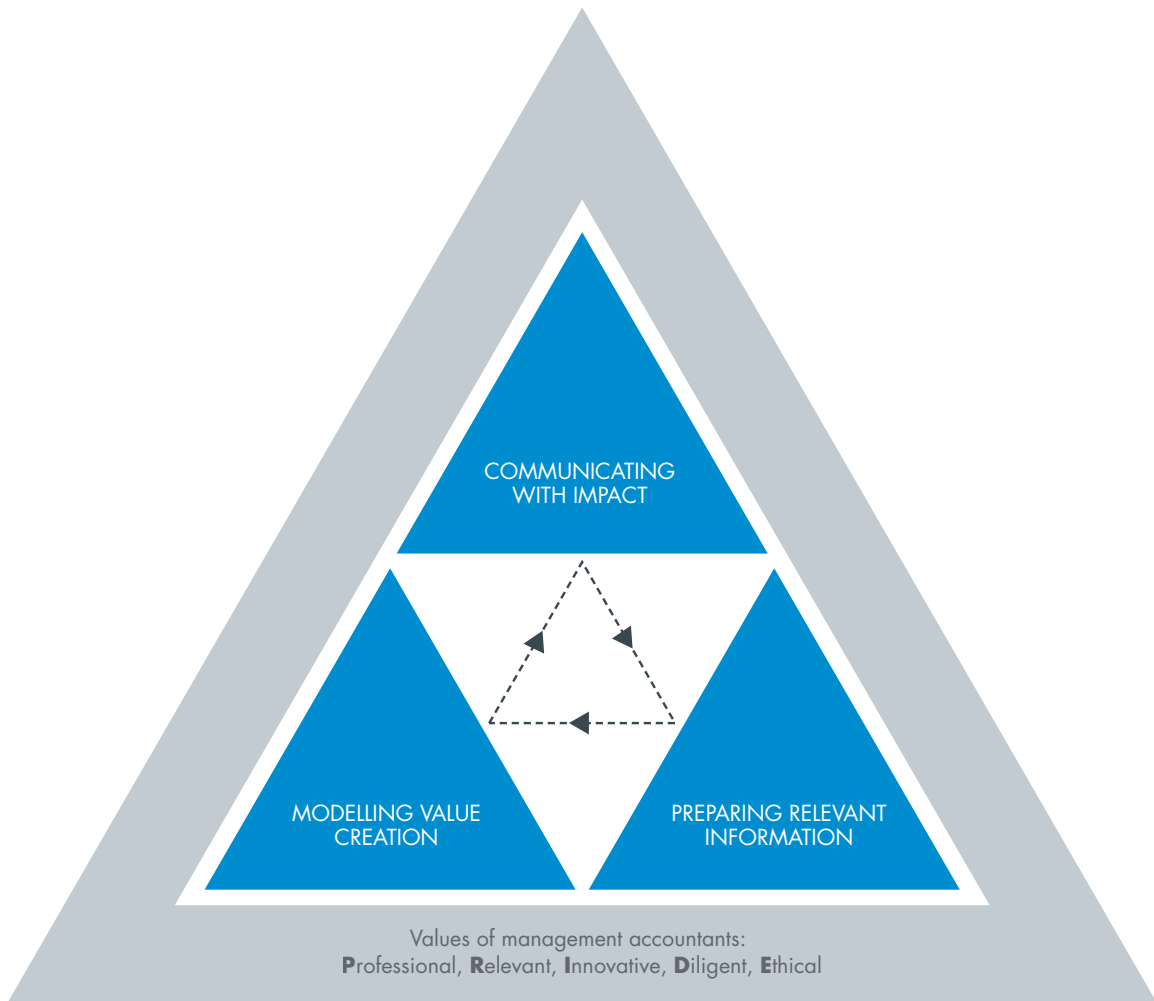 COMMUNICATING
WITH IMPACT
MODELLING VALUE
CREATION
PREPARING RELEVANT
INFORMATION
Values of management accountants:
Professional, Relevant, Innovative, Diligent, Ethical